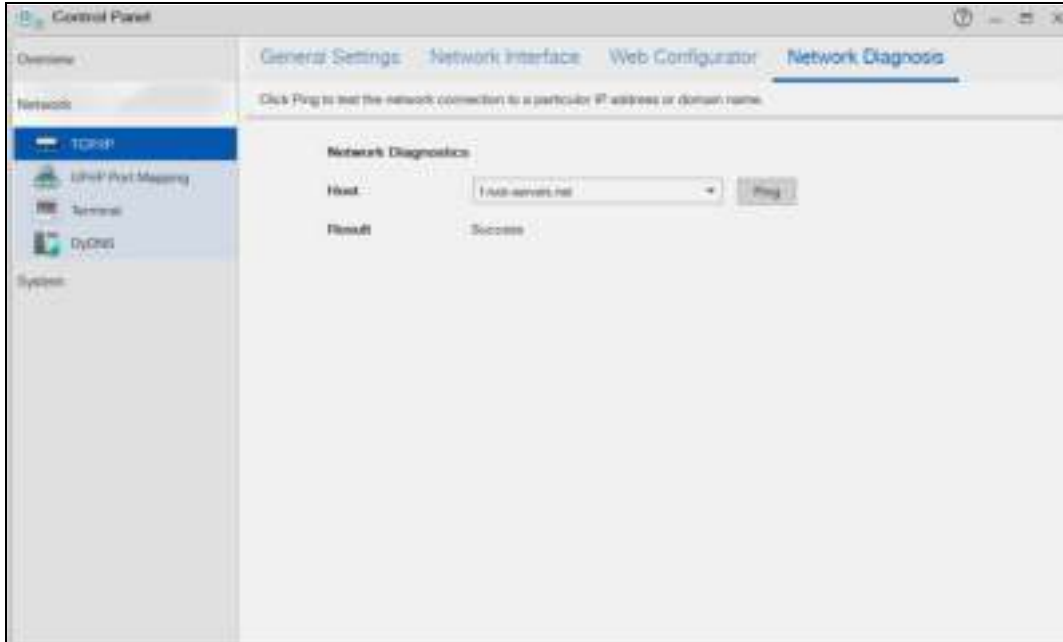 Control Panel
Overview
General Settings Network Interface Web Configurator Network Diagnosis
Network
Click Ping to test the network connection to a particular IP address or domain name.
TCP/IP
Network Diagnostics
UPnP Port Mapping
Host Ping
Terminal
Result Success
DyDNS
System